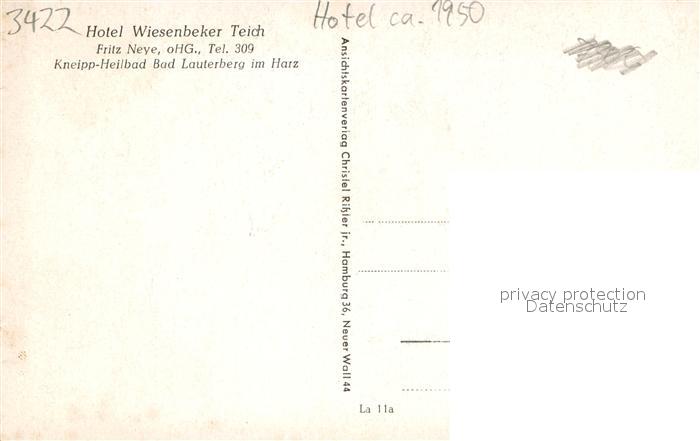 3422
Hotel ca. 1950
Hotel Wiesenbeker Teich
Fritz Neye, oHG., Tel. 309
Kneipp-Heilbad Bad Lauterberg im Harz
Ansichtskartenverlag Christel Rißler jr., Hamburg 36, Neuer Wall 44
privacy protection
Datenschutz
La 11a